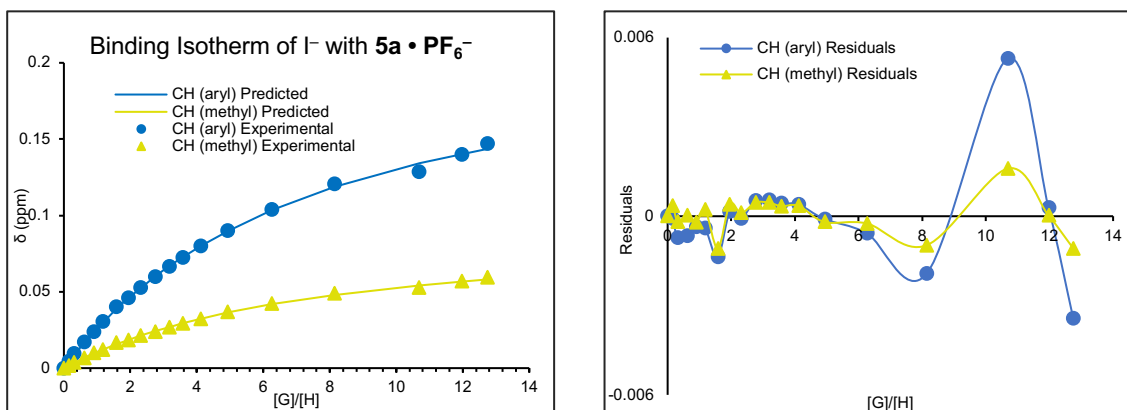 Binding Isotherm of I⁻ with 5a • PF₆⁻
0.2
CH (aryl) Predicted
CH (methyl) Predicted
CH (aryl) Experimental
CH (methyl) Experimental
0.15
0.1
0.05
0
δ (ppm)
0 2 4 6 8 10 12 14
[G]/[H]
0.006
CH (aryl) Residuals
CH (methyl) Residuals
0
Residuals
0 2 4 6 8 10 12 14
-0.006
[G]/[H]